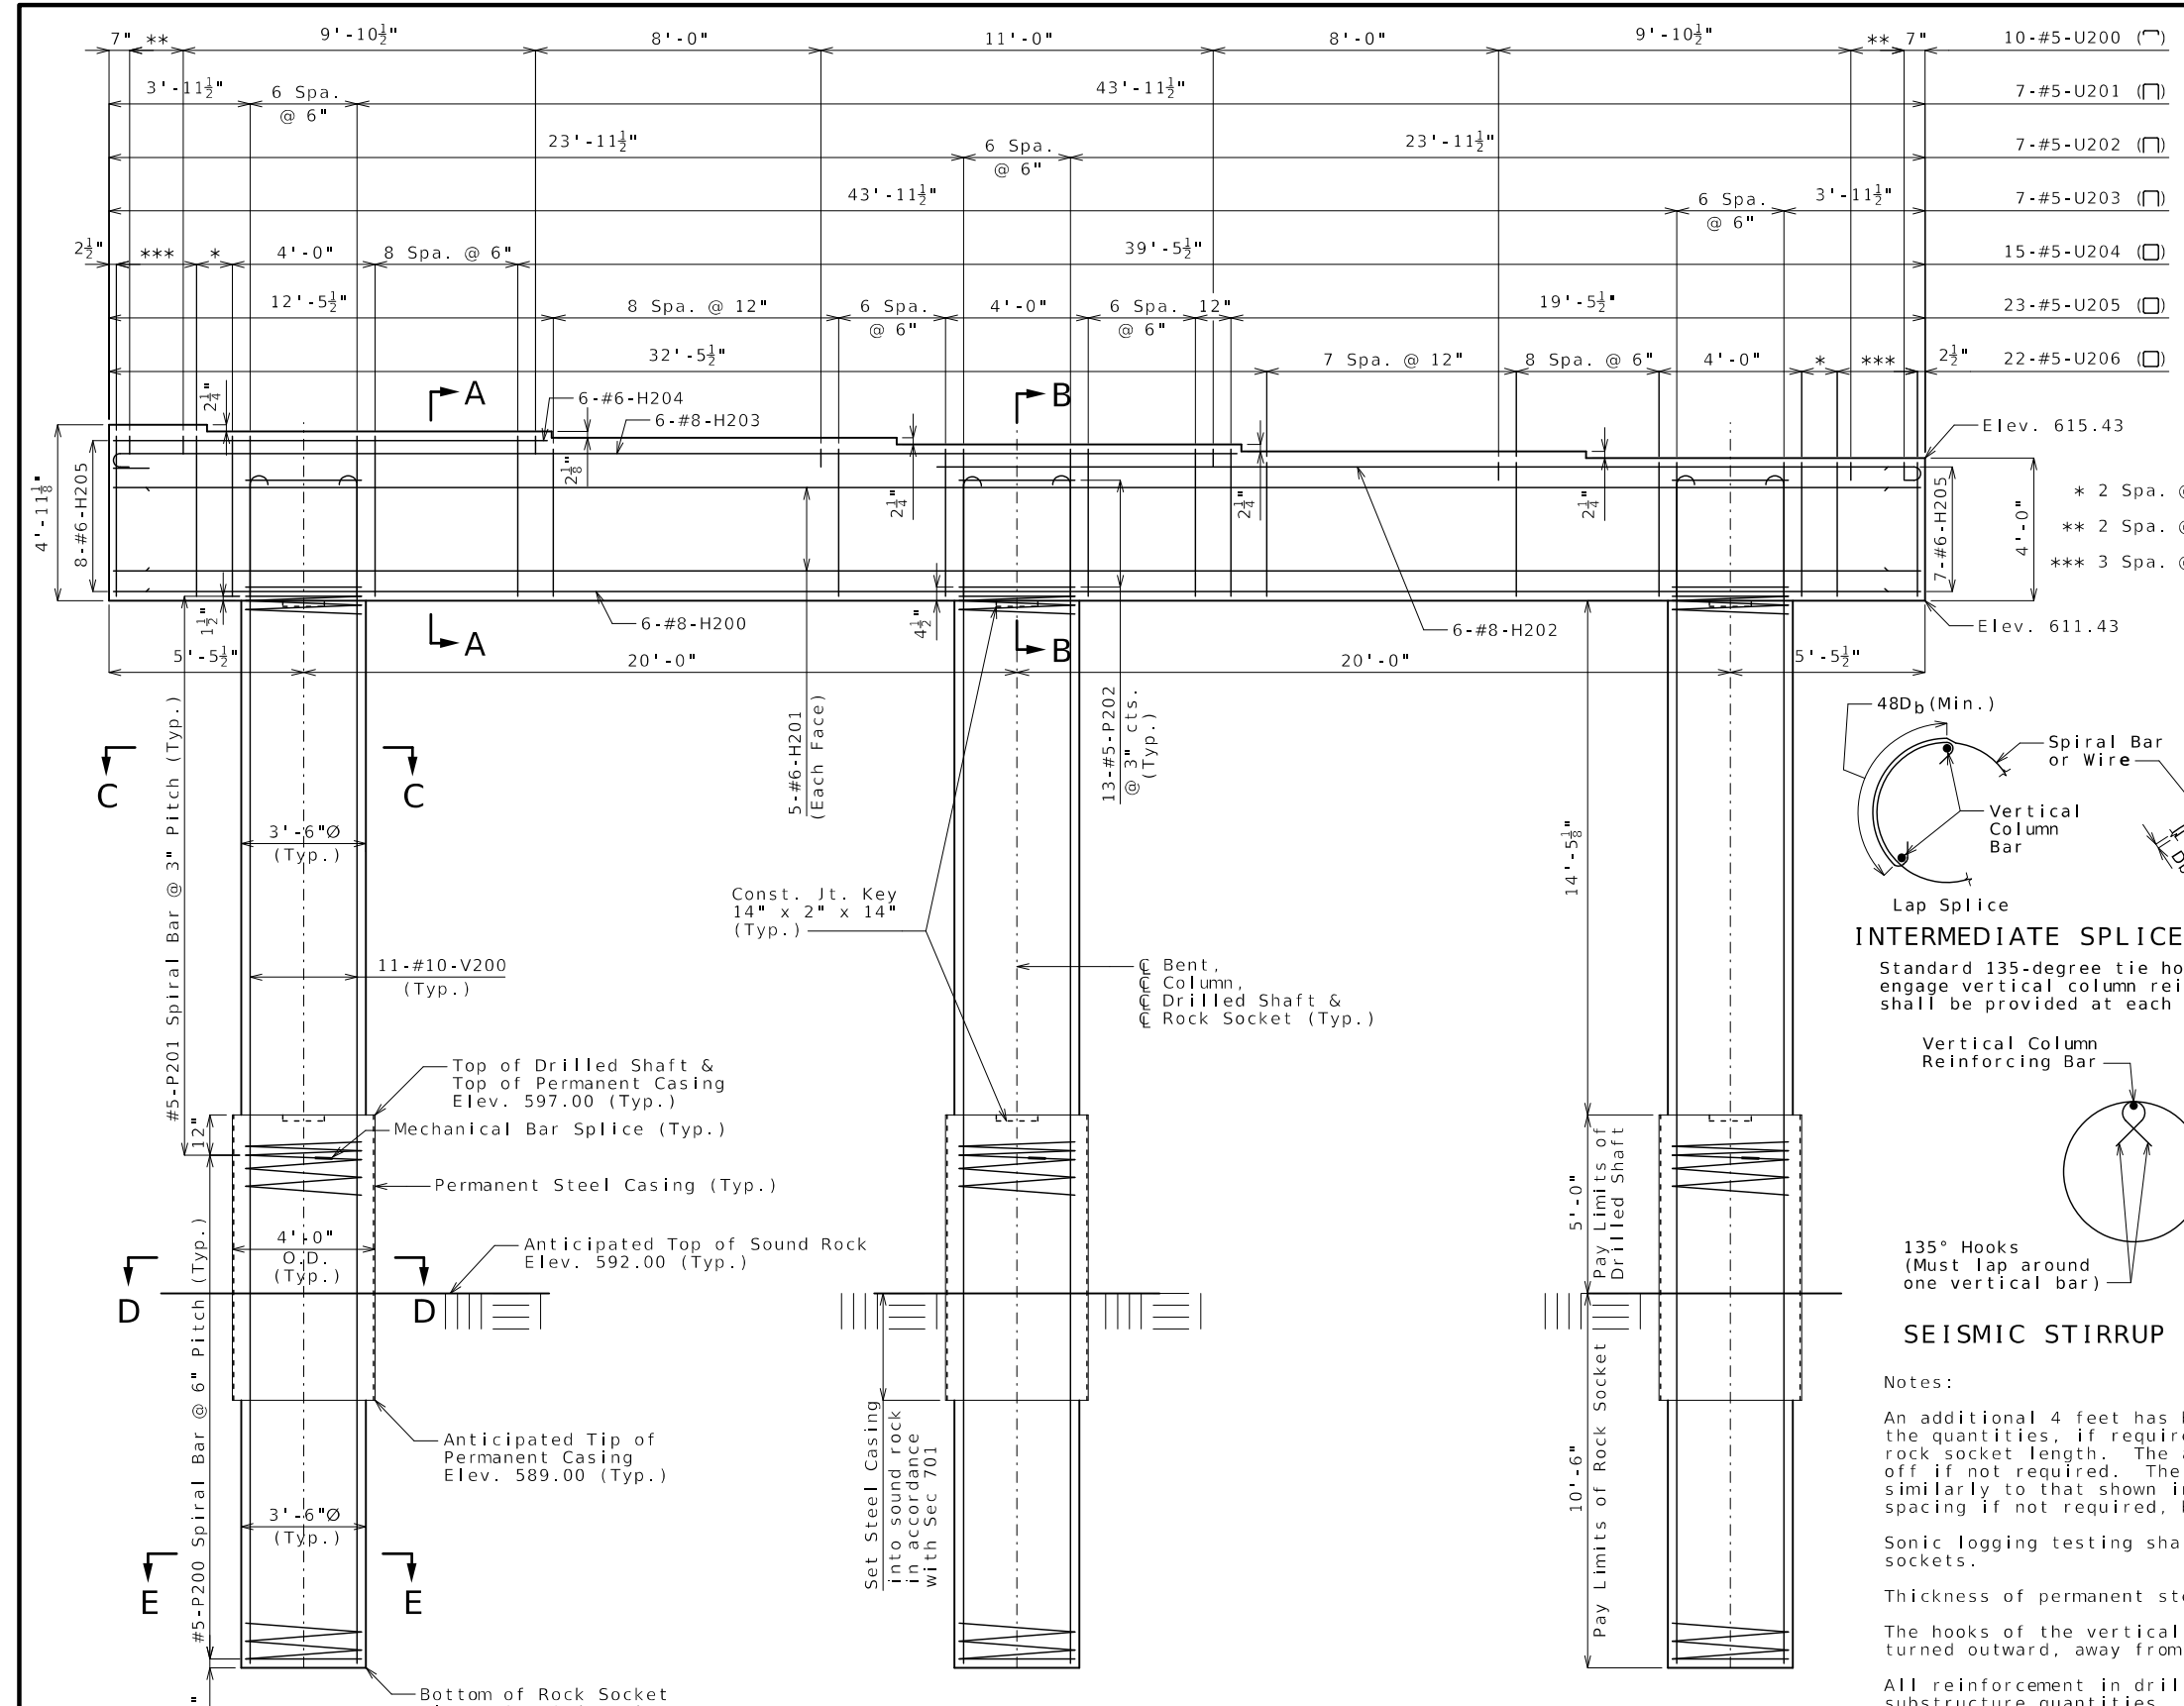 7" ** 9'-10½" 8'-0" 11'-0" 8'-0" 9'-10½" ** 7" 10-#5-U200
3'-11½" 6 Spa. @ 6" 43'-11½" 7-#5-U201
23'-11½" 6 Spa. @ 6" 23'-11½" 7-#5-U202
43'-11½" 6 Spa. @ 6" 3'-11½" 7-#5-U203
2½" *** * 4'-0" 8 Spa. @ 6" 39'-5½" 15-#5-U204
12'-5½" 8 Spa. @ 12" 6 Spa. @ 6" 4'-0" 6 Spa. @ 6" 12" 19'-5½" 23-#5-U205
32'-5½" 7 Spa. @ 12" 8 Spa. @ 6" 4'-0" * *** 2½" 22-#5-U206
A
B
2¼"
6-#6-H204
6-#8-H203
Elev. 615.43
4'-11⅛"
8-#6-H205
2⅛"
2¼"
2¼"
2¼"
7-#6-H205
4'-0"
* 2 Spa. @
** 2 Spa. @
*** 3 Spa. @
1½"
A
6-#8-H200
4½"
B
6-#8-H202
Elev. 611.43
5'-5½" 20'-0" 20'-0" 5'-5½"
#5-P201 Spiral Bar @ 3" Pitch (Typ.)
5-#6-H201
(Each Face)
13-#5-P202
@ 3" cts.
(Typ.)
C C
3'-6"Ø
(Typ.)
14'-5⅛"
48Db(Min.)
Spiral Bar
or Wire
Vertical
Column
Bar
Lap Splice
INTERMEDIATE SPLICE
Const. Jt. Key
14" x 2" x 14"
(Typ.)
11-#10-V200
(Typ.)
℄ Bent,
℄ Column,
℄ Drilled Shaft &
℄ Rock Socket (Typ.)
Standard 135-degree tie ho
engage vertical column rei
shall be provided at each
Vertical Column
Reinforcing Bar
Top of Drilled Shaft &
Top of Permanent Casing
Elev. 597.00 (Typ.)
12"
Mechanical Bar Splice (Typ.)
Permanent Steel Casing (Typ.)
4'-0"
O.D.
(Typ.)
Anticipated Top of Sound Rock
Elev. 592.00 (Typ.)
5'-0"
Pay Limits of
Drilled Shaft
135° Hooks
(Must lap around
one vertical bar)
D D
SEISMIC STIRRUP
#5-P200 Spiral Bar @ 6" Pitch (Typ.)
Anticipated Tip of
Permanent Casing
Elev. 589.00 (Typ.)
Set Steel Casing
into sound rock
in accordance
with Sec 701
10'-6"
Pay Limits of Rock Socket
3'-6"Ø
(Typ.)
E E
Notes:
An additional 4 feet has
the quantities, if require
rock socket length. The
off if not required. The
similarly to that shown i
spacing if not required,
Sonic logging testing sha
sockets.
Thickness of permanent ste
The hooks of the vertical
turned outward, away from
All reinforcement in dril
substructure quantities
Bottom of Rock Socket